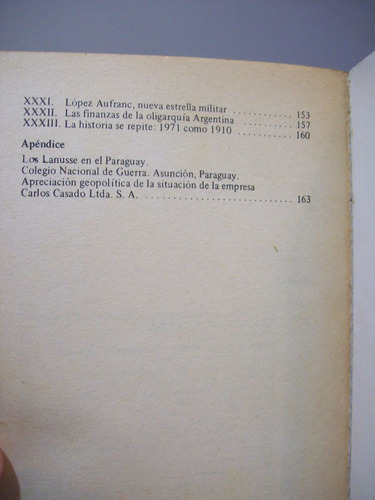 XXXI. López Aufranc, nueva estrella militar . . . . . . . . . . . . 153
XXXII. Las finanzas de la oligarquía Argentina . . . . . . . . . . 157
XXXIII. La historia se repite: 1971 como 1910 . . . . . . . . . . . 160
Apéndice
Los Lanusse en el Paraguay.
Colegio Nacional de Guerra. Asunción, Paraguay.
Apreciación geopolítica de la situación de la empresa
Carlos Casado Ltda. S. A. . . . . . . . . . . . . . . . . . . . . . . . 163